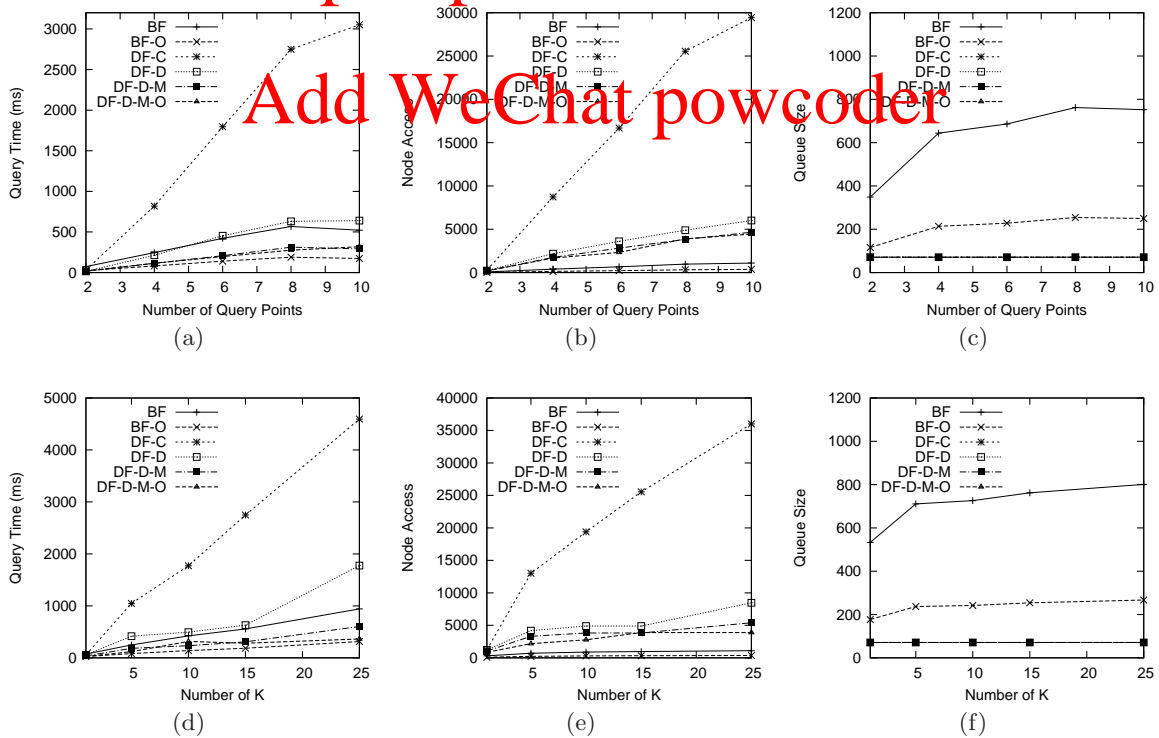 Add WeChat powcoder
3000
2500
2000
1500
1000
500
0
2 3 4 5 6 7 8 9 10
Query Time (ms)
Number of Query Points
BF
BF-O
DF-C
DF-D
DF-D-M
DF-D-M-O
(a)
30000
25000
20000
15000
10000
5000
0
2 3 4 5 6 7 8 9 10
Node Access
Number of Query Points
BF
BF-O
DF-C
DF-D
DF-D-M
DF-D-M-O
(b)
1200
1000
800
600
400
200
0
2 3 4 5 6 7 8 9 10
Queue Size
Number of Query Points
BF
BF-O
DF-C
DF-D
DF-D-M
DF-D-M-O
(c)
5000
4000
3000
2000
1000
0
5 10 15 20 25
Query Time (ms)
Number of K
BF
BF-O
DF-C
DF-D
DF-D-M
DF-D-M-O
(d)
40000
35000
30000
25000
20000
15000
10000
5000
0
5 10 15 20 25
Node Access
Number of K
BF
BF-O
DF-C
DF-D
DF-D-M
DF-D-M-O
(e)
1200
1000
800
600
400
200
0
5 10 15 20 25
Queue Size
Number of K
BF
BF-O
DF-C
DF-D
DF-D-M
DF-D-M-O
(f)